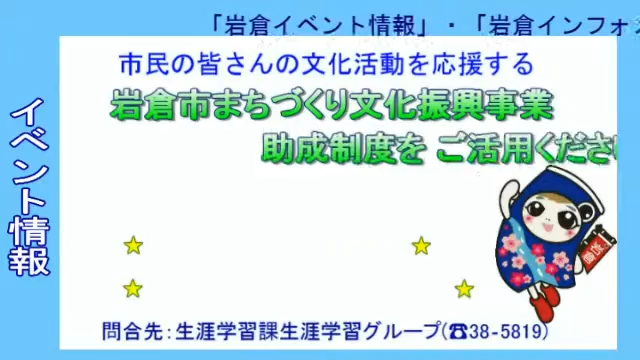 「岩倉イベント情報」・「岩倉インフォ
市民の皆さんの文化活動を応援する
岩倉市まちづくり文化振興事業
助成制度を ご活用くださ
イベント情報
岩倉
問合先：生涯学習課生涯学習グループ(☎38-5819)